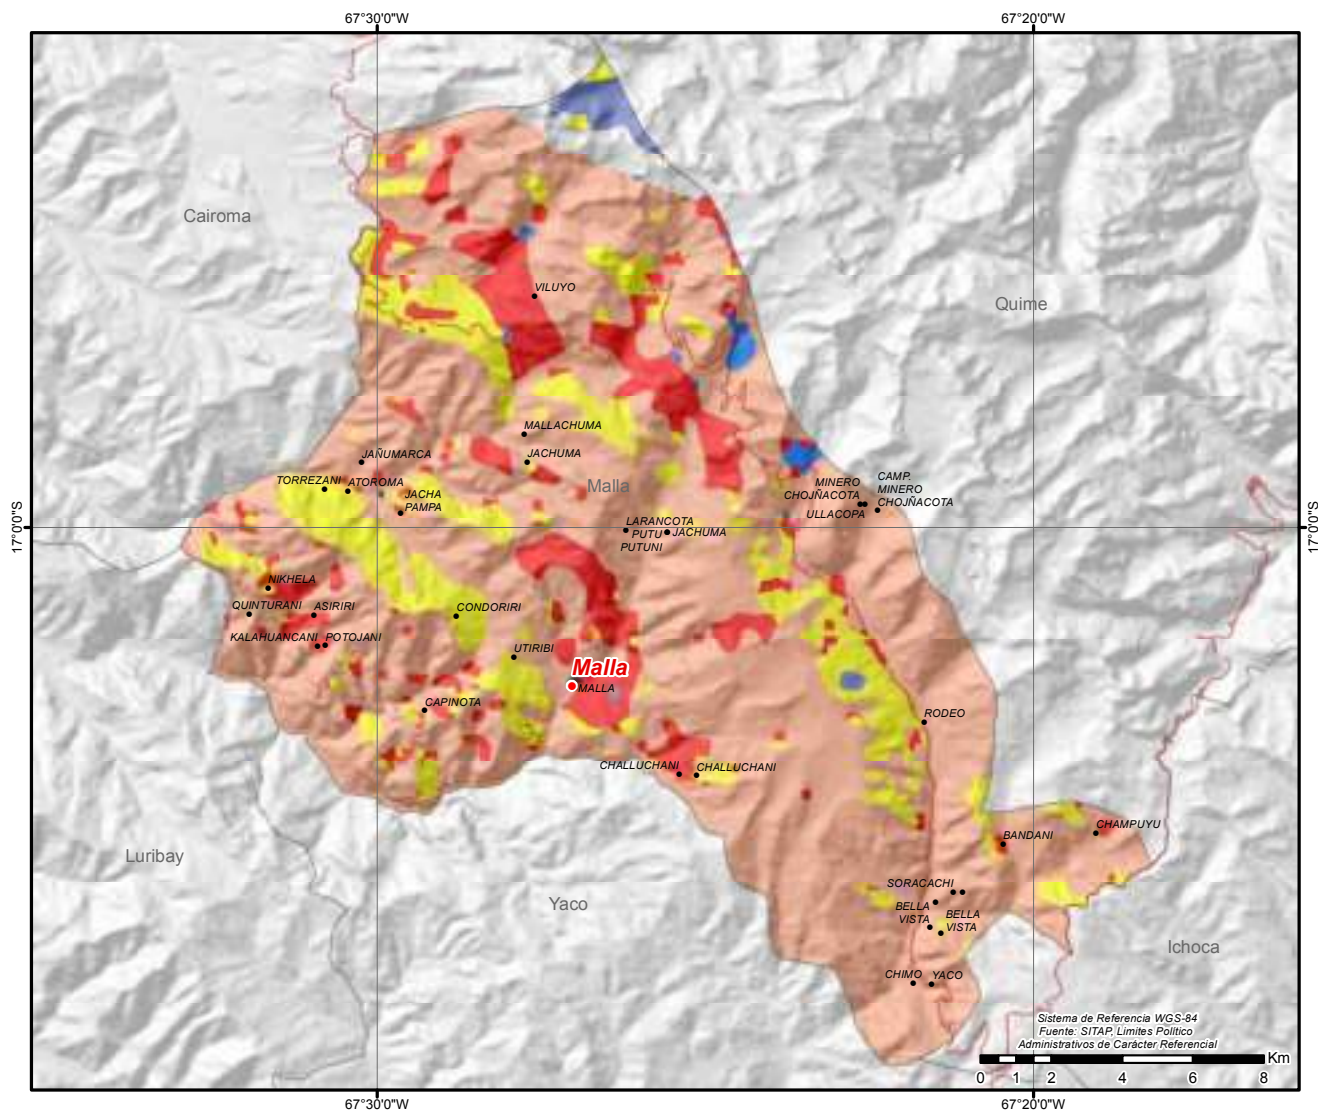 67°30'0"W
67°20'0"W
Cairoma
Quime
VILUYO
MALLACHUMA
JACHUMA
JAÑUMARCA
TORREZANI
ATOROMA
JACHA
PAMPA
Malla
CAMP.
MINERO
CHOJÑACOTA
MINERO
CHOJÑACOTA
ULLACOPA
LARANCOTA
PUTU
PUTUNI
JACHUMA
17°0'0"S
17°0'0"S
NIKHELA
QUINTURANI
ASIRIRI
CONDORIRI
KALAHUANCANI
POTOJANI
UTIRIBI
Malla
MALLA
CAPINOTA
RODEO
CHALLUCHANI
CHALLUCHANI
CHAMPUYU
BANDANI
Luribay
Yaco
SORACACHI
BELLA
VISTA
BELLA
VISTA
Ichoca
CHIMO
YACO
Sistema de Referencia WGS-84
Fuente: SITAP, Limites Político
Administrativos de Carácter Referencial
Km
0 1 2 4 6 8
67°30'0"W
67°20'0"W